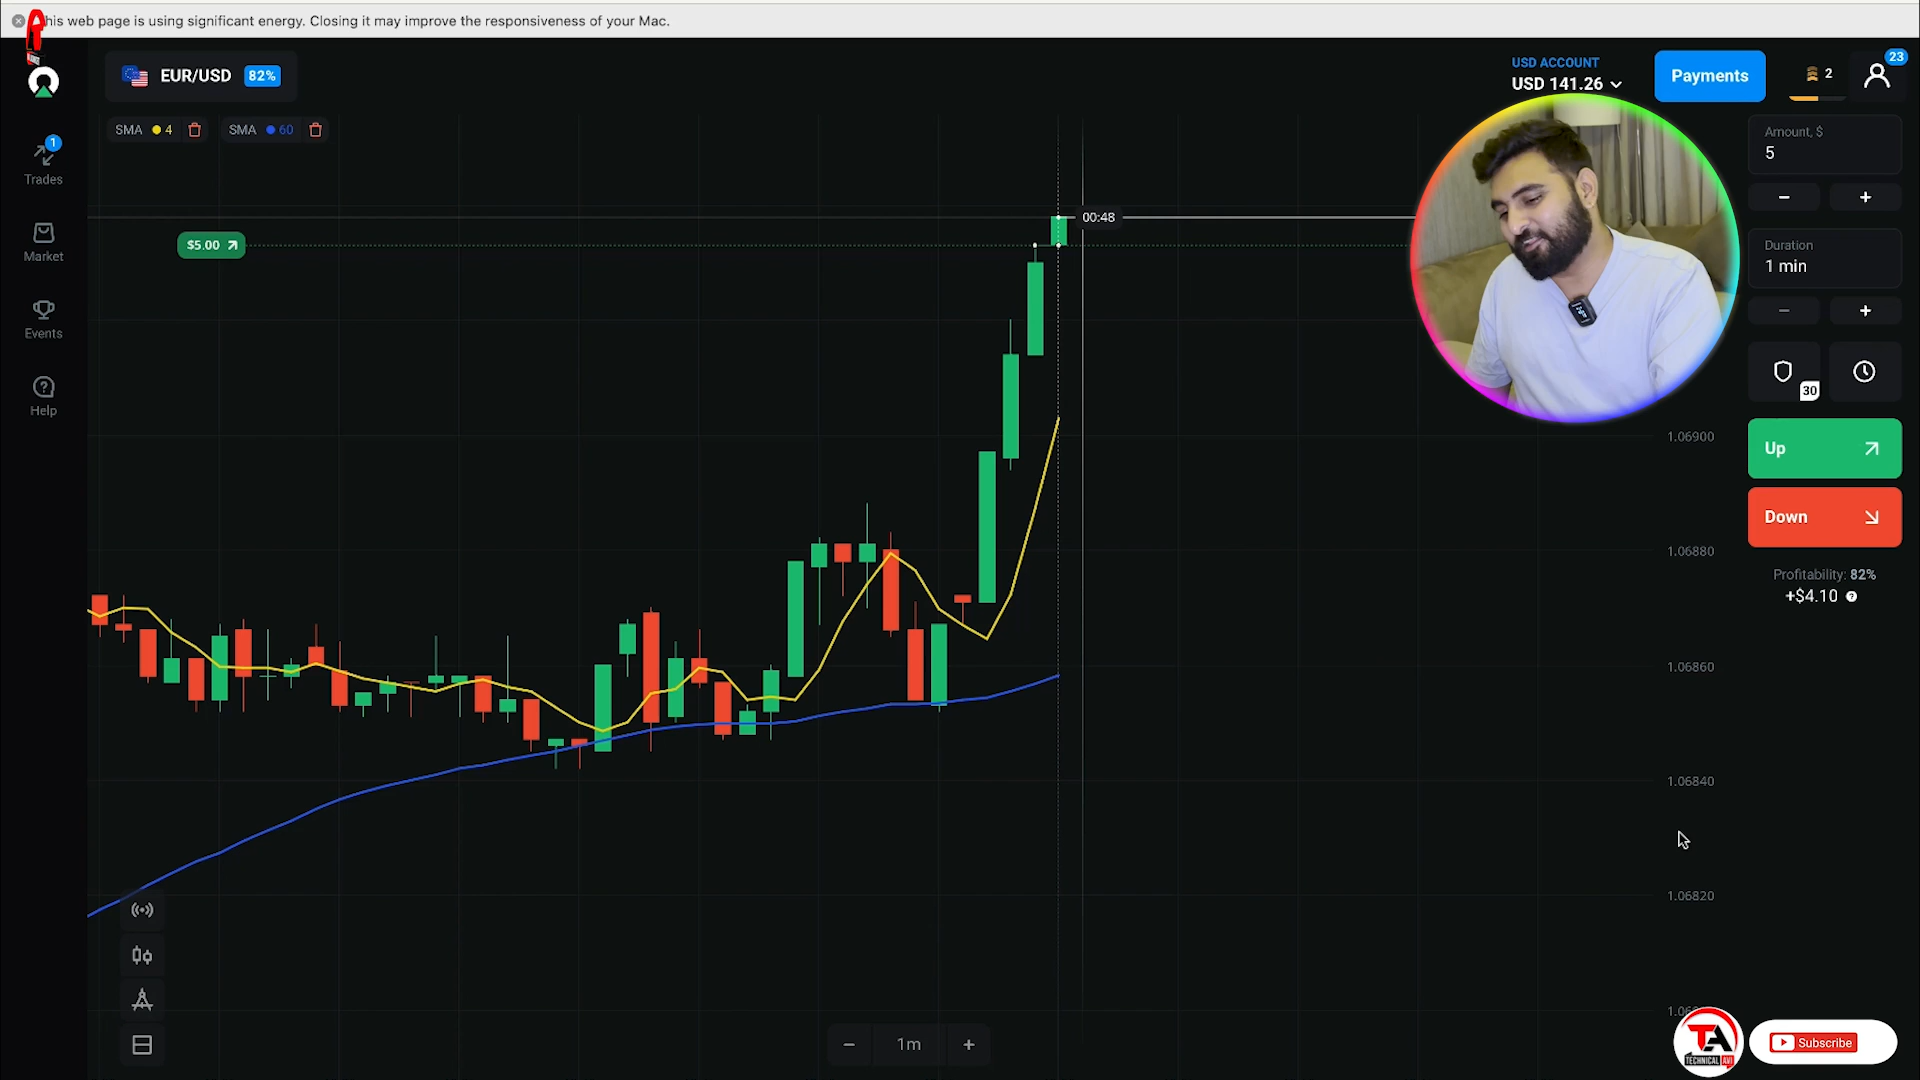 his web page is using significant energy. Closing it may improve the responsiveness of your Mac.
EUR/USD 82%
USD ACCOUNT
USD 141.26
Payments
2
23
SMA 4
SMA 60
1
Trades
Market
Events
Help
$5.00
00:48
Amount, $
5
Duration
1 min
30
Up
Down
Profitability: 82%
+$4.10
1.06900
1.06880
1.06860
1.06840
1.06820
1m
TA
TECHNICAL AVI
Subscribe